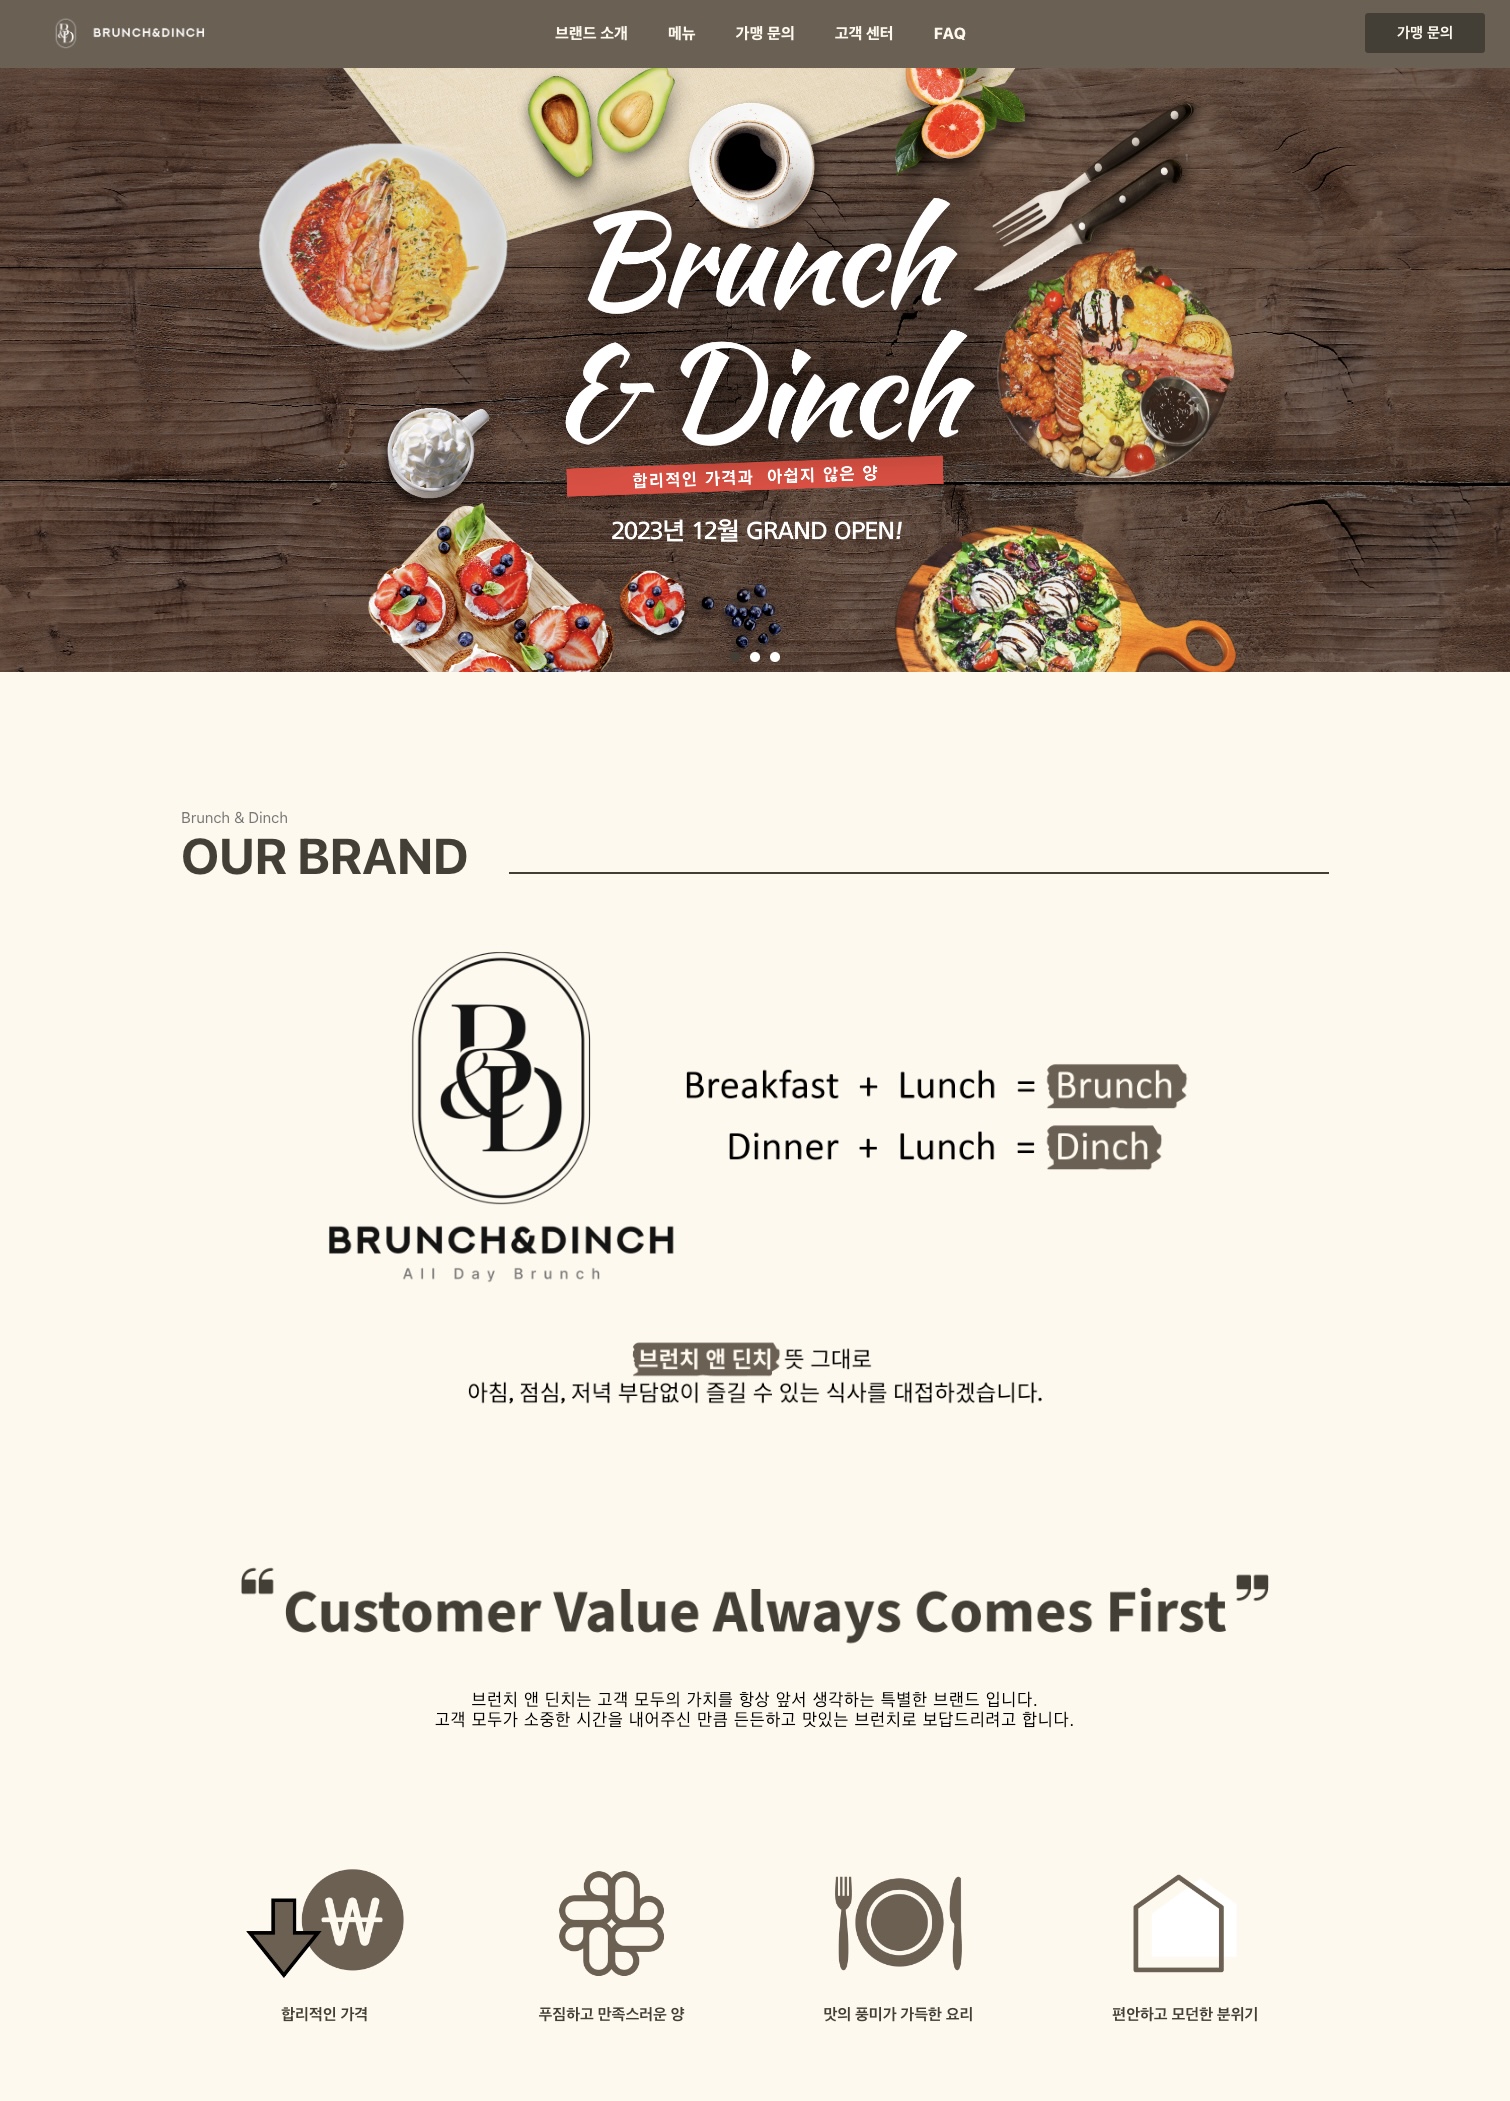 BRUNCH&DINCH
브랜드 소개 메뉴 가맹 문의 고객 센터 FAQ
가맹 문의
Brunch
& Dinch
합리적인 가격과 아쉽지 않은 양
2023년 12월 GRAND OPEN!
Brunch & Dinch
OUR BRAND
B&D
Breakfast + Lunch = Brunch
Dinner + Lunch = Dinch
BRUNCH&DINCH
All Day Brunch
브런치 앤 딘치 뜻 그대로
아침, 점심, 저녁 부담없이 즐길 수 있는 식사를 대접하겠습니다.
❝ Customer Value Always Comes First ❞
브런치 앤 딘치는 고객 모두의 가치를 항상 앞서 생각하는 특별한 브랜드 입니다.
고객 모두가 소중한 시간을 내어주신 만큼 든든하고 맛있는 브런치로 보답드리려고 합니다.
₩
합리적인 가격
푸짐하고 만족스러운 양
맛의 풍미가 가득한 요리
편안하고 모던한 분위기